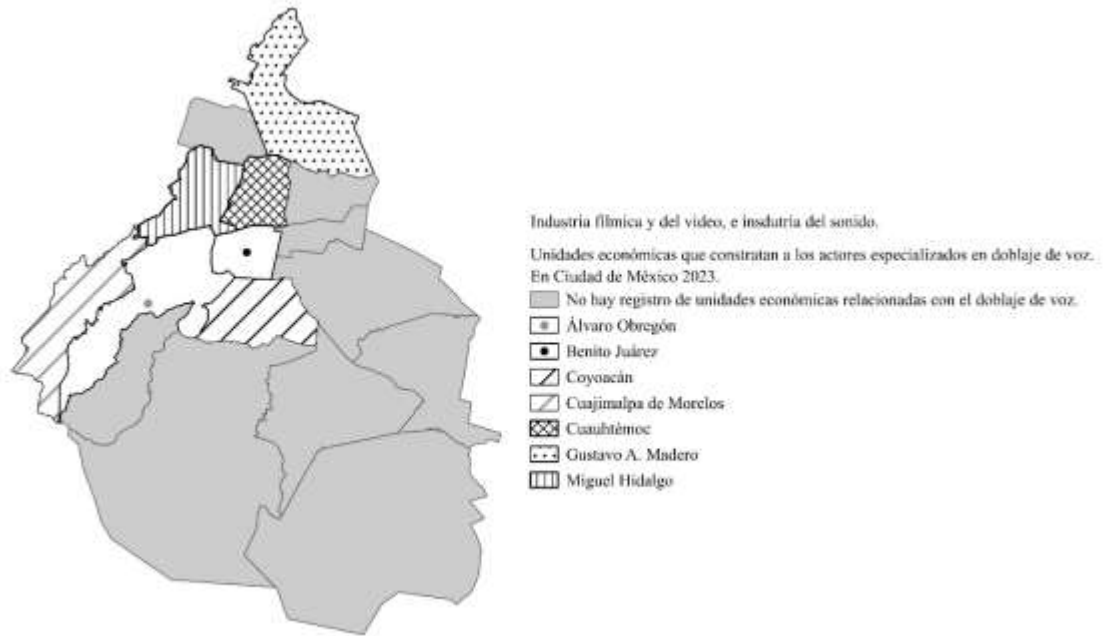 Industria fílmica y del video, e insdutria del sonido.
Unidades económicas que constratan a los actores especializados en doblaje de voz.
En Ciudad de México 2023.
No hay registro de unidades económicas relacionadas con el doblaje de voz.
Álvaro Obregón
Benito Juárez
Coyoacán
Cuajimalpa de Morelos
Cuauhtémoc
Gustavo A. Madero
Miguel Hidalgo